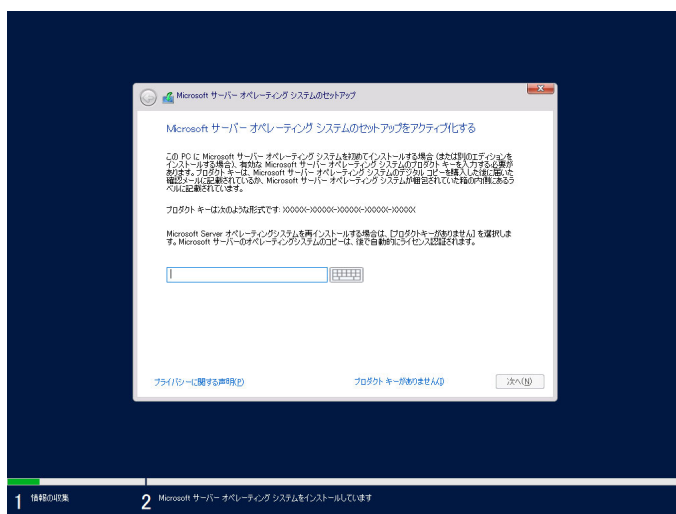 Microsoft サーバー オペレーティング システムのセットアップ
Microsoft サーバー オペレーティング システムのセットアップをアクティブ化する
この PC に Microsoft サーバー オペレーティング システムを初めてインストールする場合 (または別のエディションを
インストールする場合)、有効な Microsoft サーバー オペレーティング システムのプロダクト キーを入力する必要が
あります。プロダクト キーは、Microsoft サーバー オペレーティング システムのデジタル コピーを購入した後に届いた
確認メールに記載されているか、Microsoft サーバー オペレーティング システムが梱包されていた箱の内側にあるラ
ベルに記載されています。
プロダクト キーは次のような形式です: XXXXX-XXXXX-XXXXX-XXXXX-XXXXX
Microsoft Server オペレーティングシステムを再インストールする場合は、[プロダクトキーがありません] を選択しま
す。Microsoft サーバーのオペレーティングシステムのコピーは、後で自動的にライセンス認証されます。
プライバシーに関する声明(P)
プロダクト キーがありません(I)
次へ(N)
1 情報の収集
2 Microsoft サーバー オペレーティング システムをインストールしています